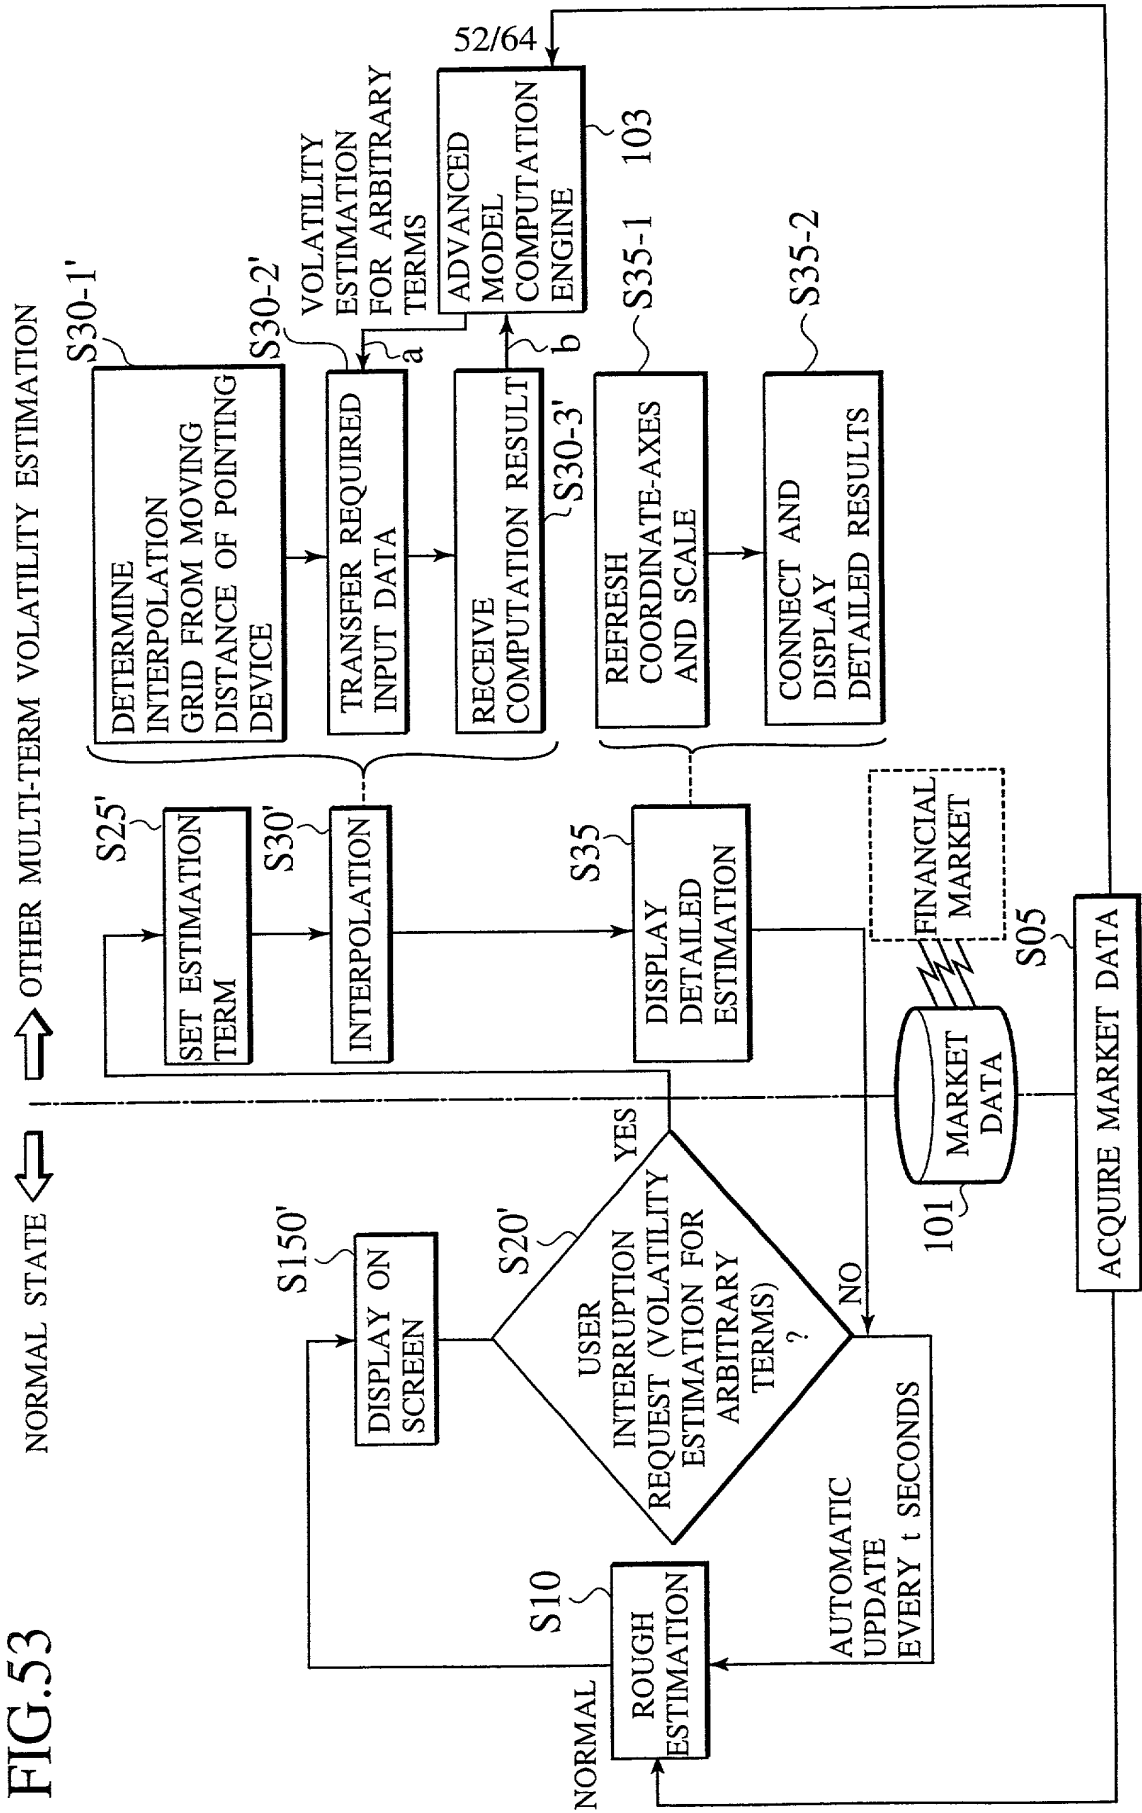 FIG.53
NORMAL STATE
OTHER MULTI-TERM VOLATILITY ESTIMATION
NORMAL
S10
ROUGH
ESTIMATION
S150'
DISPLAY ON
SCREEN
S20'
USER
INTERRUPTION
REQUEST (VOLATILITY
ESTIMATION FOR
ARBITRARY
TERMS)
?
YES
NO
AUTOMATIC
UPDATE
EVERY t SECONDS
S25'
SET ESTIMATION
TERM
S30'
INTERPOLATION
S35
DISPLAY
DETAILED
ESTIMATION
S30-1'
DETERMINE
INTERPOLATION
GRID FROM MOVING
DISTANCE OF POINTING
DEVICE
S30-2'
TRANSFER REQUIRED
INPUT DATA
RECEIVE
COMPUTATION RESULT
S30-3'
VOLATILITY
ESTIMATION
FOR ARBITRARY
TERMS
a
b
52/64
ADVANCED
MODEL
COMPUTATION
ENGINE
103
S35-1
REFRESH
COORDINATE-AXES
AND SCALE
S35-2
CONNECT AND
DISPLAY
DETAILED RESULTS
FINANCIAL
MARKET
MARKET
DATA
101
S05
ACQUIRE MARKET DATA